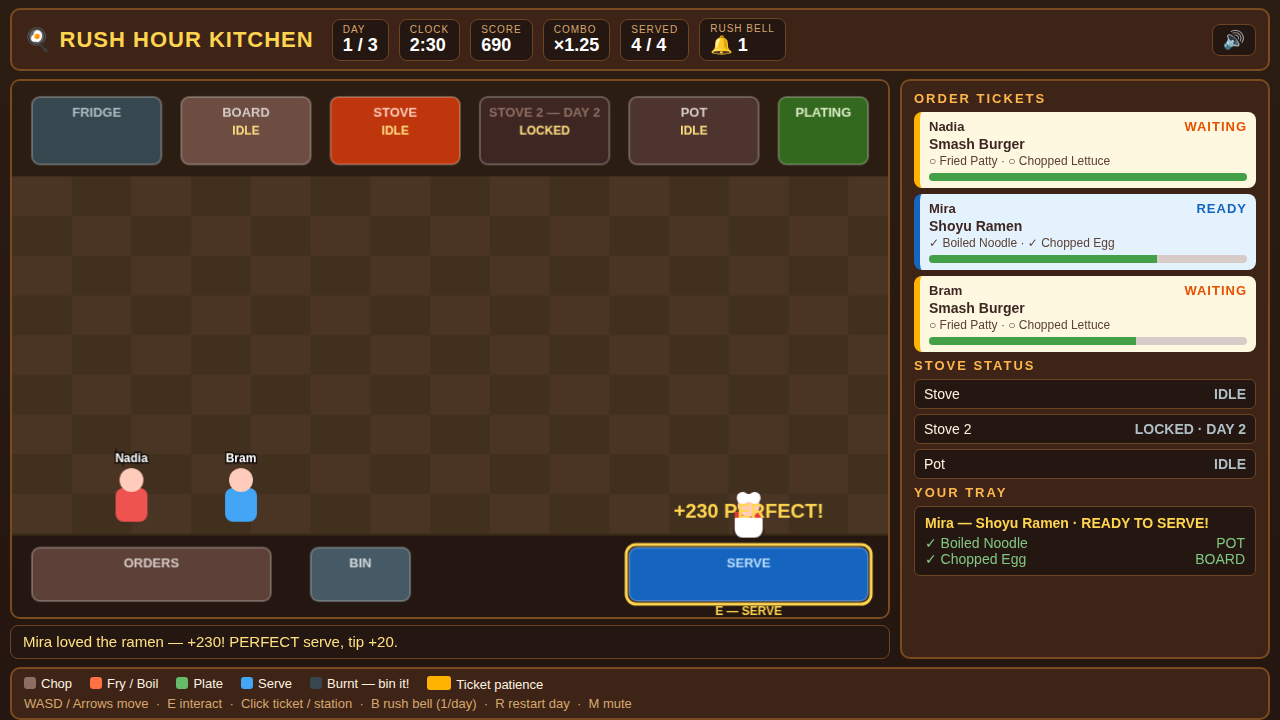 🍳 RUSH HOUR KITCHEN
DAY
1 / 3
CLOCK
2:30
SCORE
690
COMBO
×1.25
SERVED
4 / 4
RUSH BELL
🔔 1
🔊
FRIDGE
BOARD
IDLE
STOVE
IDLE
STOVE 2 — DAY 2
LOCKED
POT
IDLE
PLATING
Nadia
Bram
+230 PERFECT!
ORDERS
BIN
SERVE
E — SERVE
Mira loved the ramen — +230! PERFECT serve, tip +20.
ORDER TICKETS
Nadia WAITING
Smash Burger
○ Fried Patty · ○ Chopped Lettuce
Mira READY
Shoyu Ramen
✓ Boiled Noodle · ✓ Chopped Egg
Bram WAITING
Smash Burger
○ Fried Patty · ○ Chopped Lettuce
STOVE STATUS
Stove IDLE
Stove 2 LOCKED · DAY 2
Pot IDLE
YOUR TRAY
Mira — Shoyu Ramen · READY TO SERVE!
✓ Boiled Noodle POT
✓ Chopped Egg BOARD
Chop Fry / Boil Plate Serve Burnt — bin it! Ticket patience
WASD / Arrows move · E interact · Click ticket / station · B rush bell (1/day) · R restart day · M mute